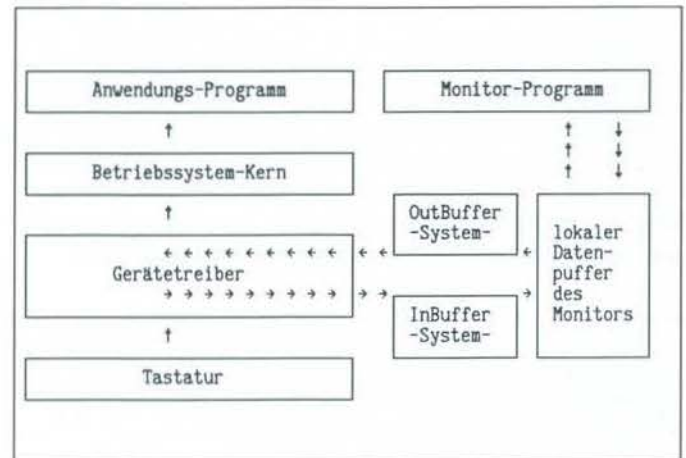 Anwendungs-Programm
Monitor-Programm
Betriebssystem-Kern
OutBuffer
-System-
lokaler
Daten-
puffer
des
Monitors
Gerätetreiber
InBuffer
-System-
Tastatur